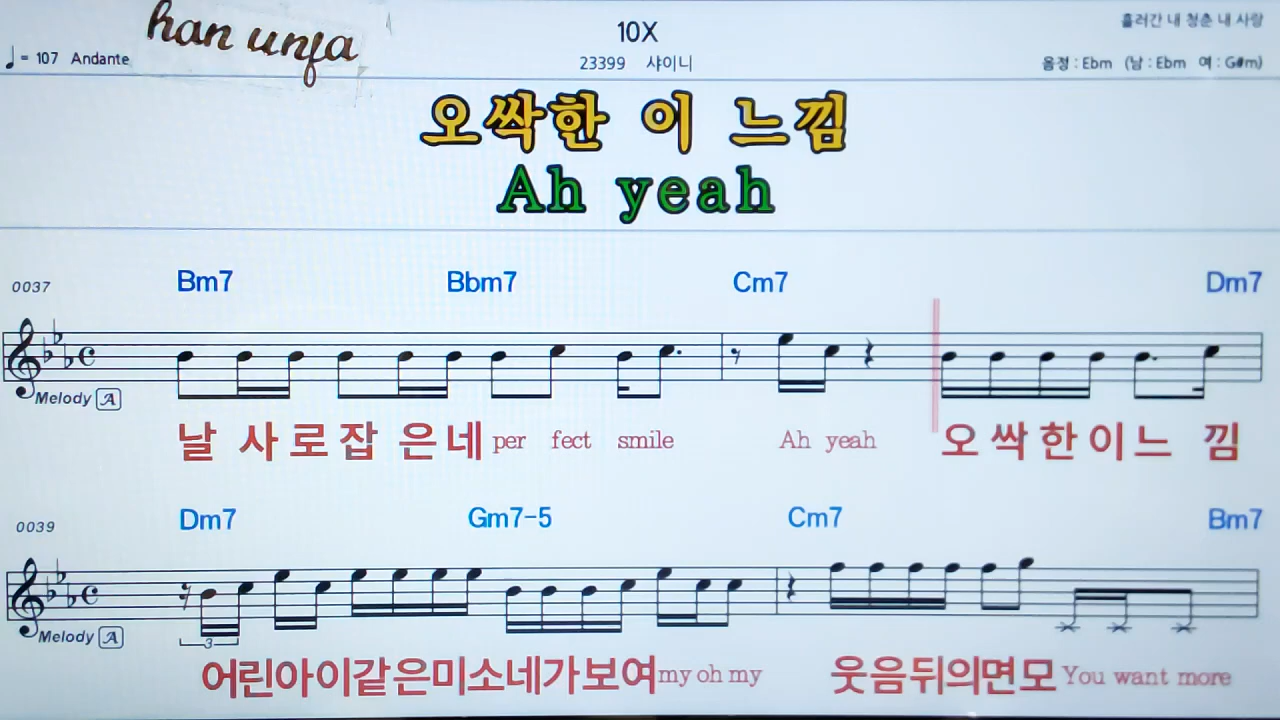 han unfa
10X
흘러간 내 청춘 내 사랑
♩= 107 Andante
23399 샤이니
음정 : Ebm (남 : Ebm 여 : G#m)
오싹한 이 느낌
Ah yeah
0037 Bm7 Bbm7 Cm7 Dm7
Melody A
날 사로잡은네 per fect smile Ah yeah 오싹한이느낌
0039 Dm7 Gm7-5 Cm7 Bm7
3
Melody A
어린아이같은미소네가보여 my oh my 웃음뒤의면모 You want more